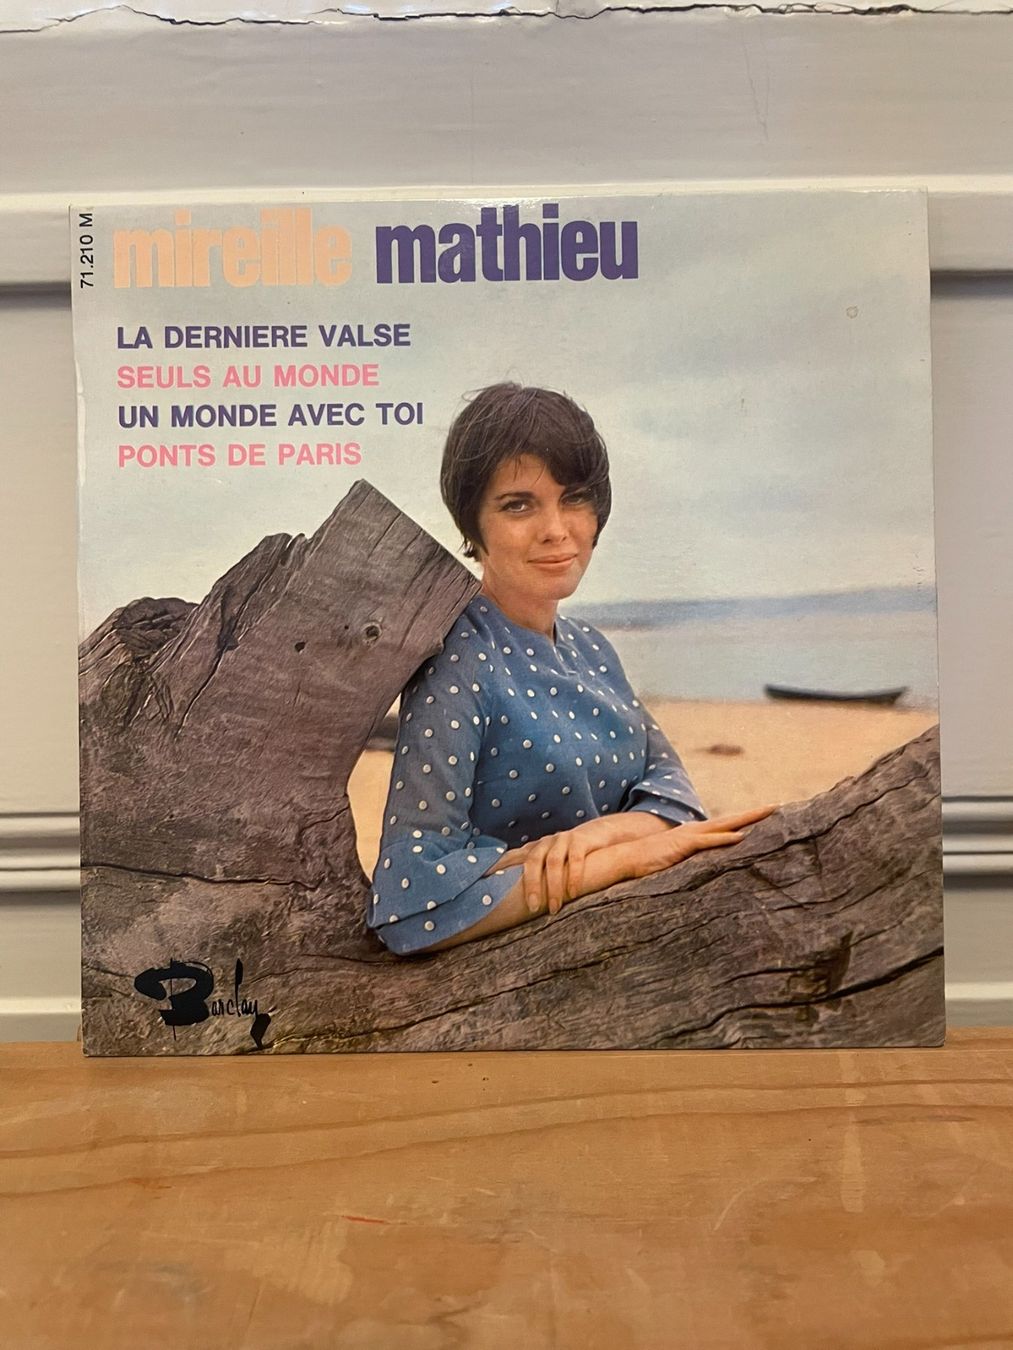 71.210 M
mireille mathieu
LA DERNIERE VALSE
SEULS AU MONDE
UN MONDE AVEC TOI
PONTS DE PARIS
Barclay